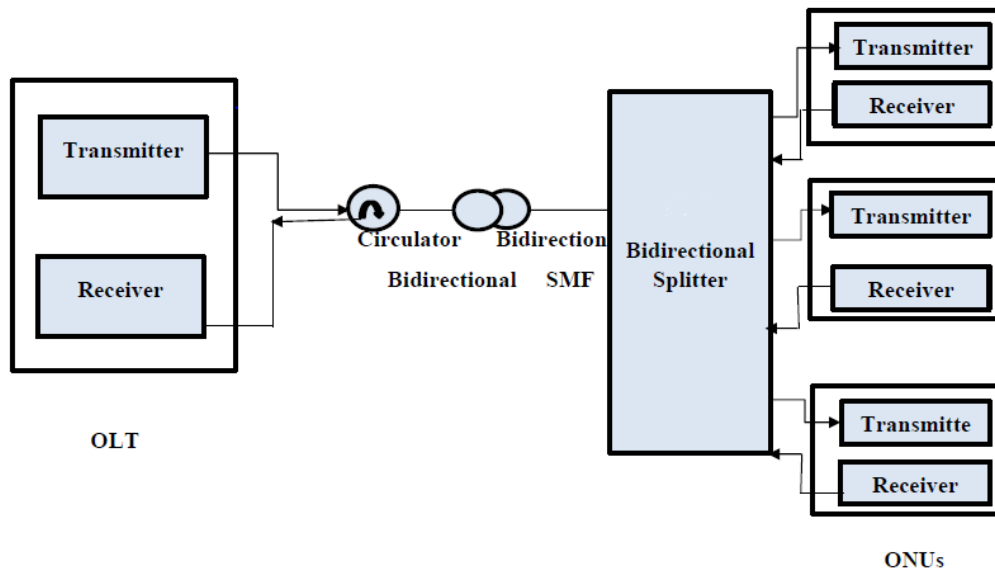 Transmitter
Receiver
OLT
Circulator
Bidirectional
Bidirection
SMF
Bidirectional
Splitter
Transmitter
Receiver
Transmitter
Receiver
Transmitte
Receiver
ONUs